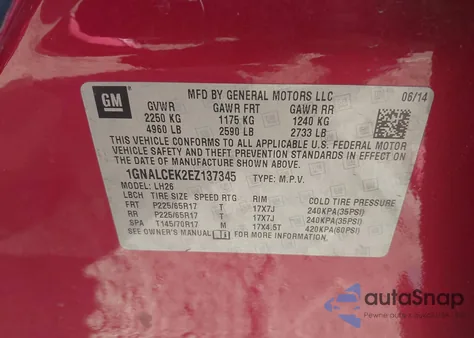 GM
MFD BY GENERAL MOTORS LLC
06/14
GVWR GAWR FRT GAWR RR
2250 KG 1175 KG 1240 KG
4960 LB 2590 LB 2733 LB
THIS VEHICLE CONFORMS TO ALL APPLICABLE U.S. FEDERAL MOTOR
VEHICLE SAFETY AND THEFT PREVENTION STANDARDS IN EFFECT ON
THE DATE OF MANUFACTURE SHOWN ABOVE.
1GNALCEK2EZ137345 TYPE: M.P.V.
MODEL: LH26
LBCH TIRE SIZE SPEED RTG RIM COLD TIRE PRESSURE
FRT P225/65R17 T 17X7J 240KPA(35PSI)
RR P225/65R17 T 17X7J 240KPA(35PSI)
SPA T145/70R17 M 17X4.5T 420KPA(60PSI)
SEE OWNER'S MANUAL FOR MORE INFORMATION.
autoSnap